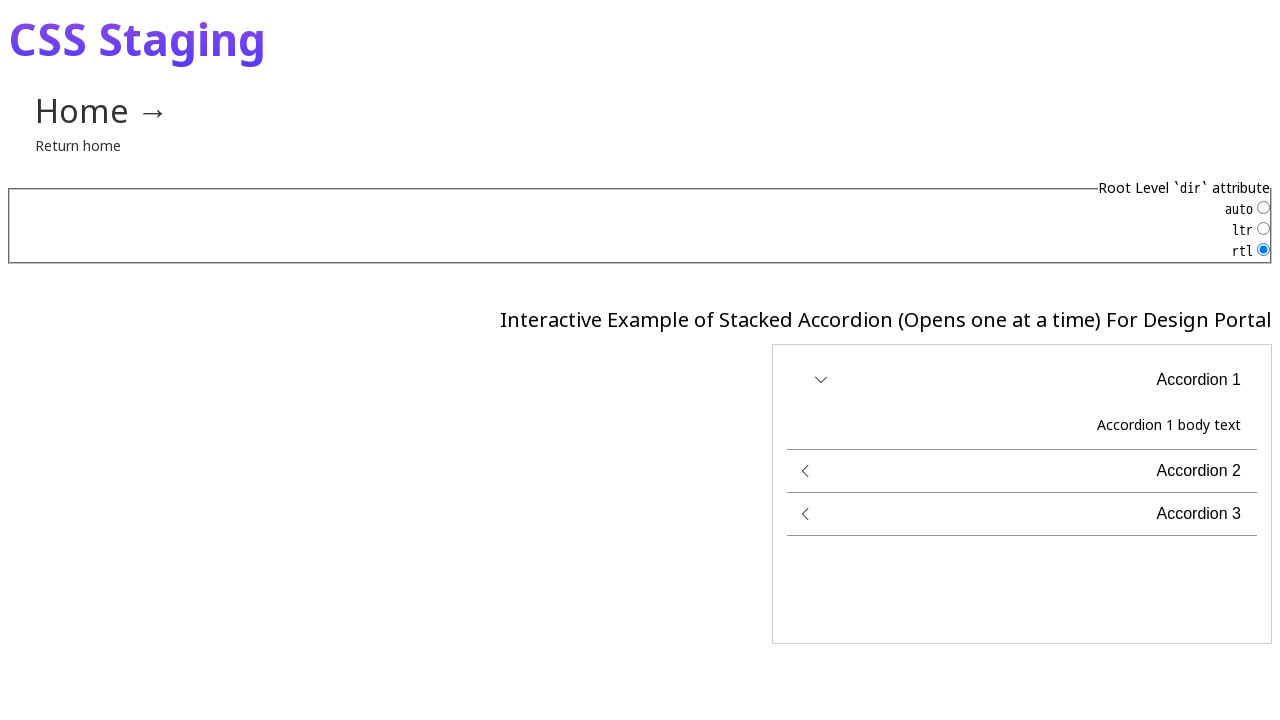 CSS Staging
Home →
Return home
Root Level `dir` attribute
auto
ltr
rtl
Interactive Example of Stacked Accordion (Opens one at a time) For Design Portal
Accordion 1
Accordion 1 body text
Accordion 2
Accordion 3